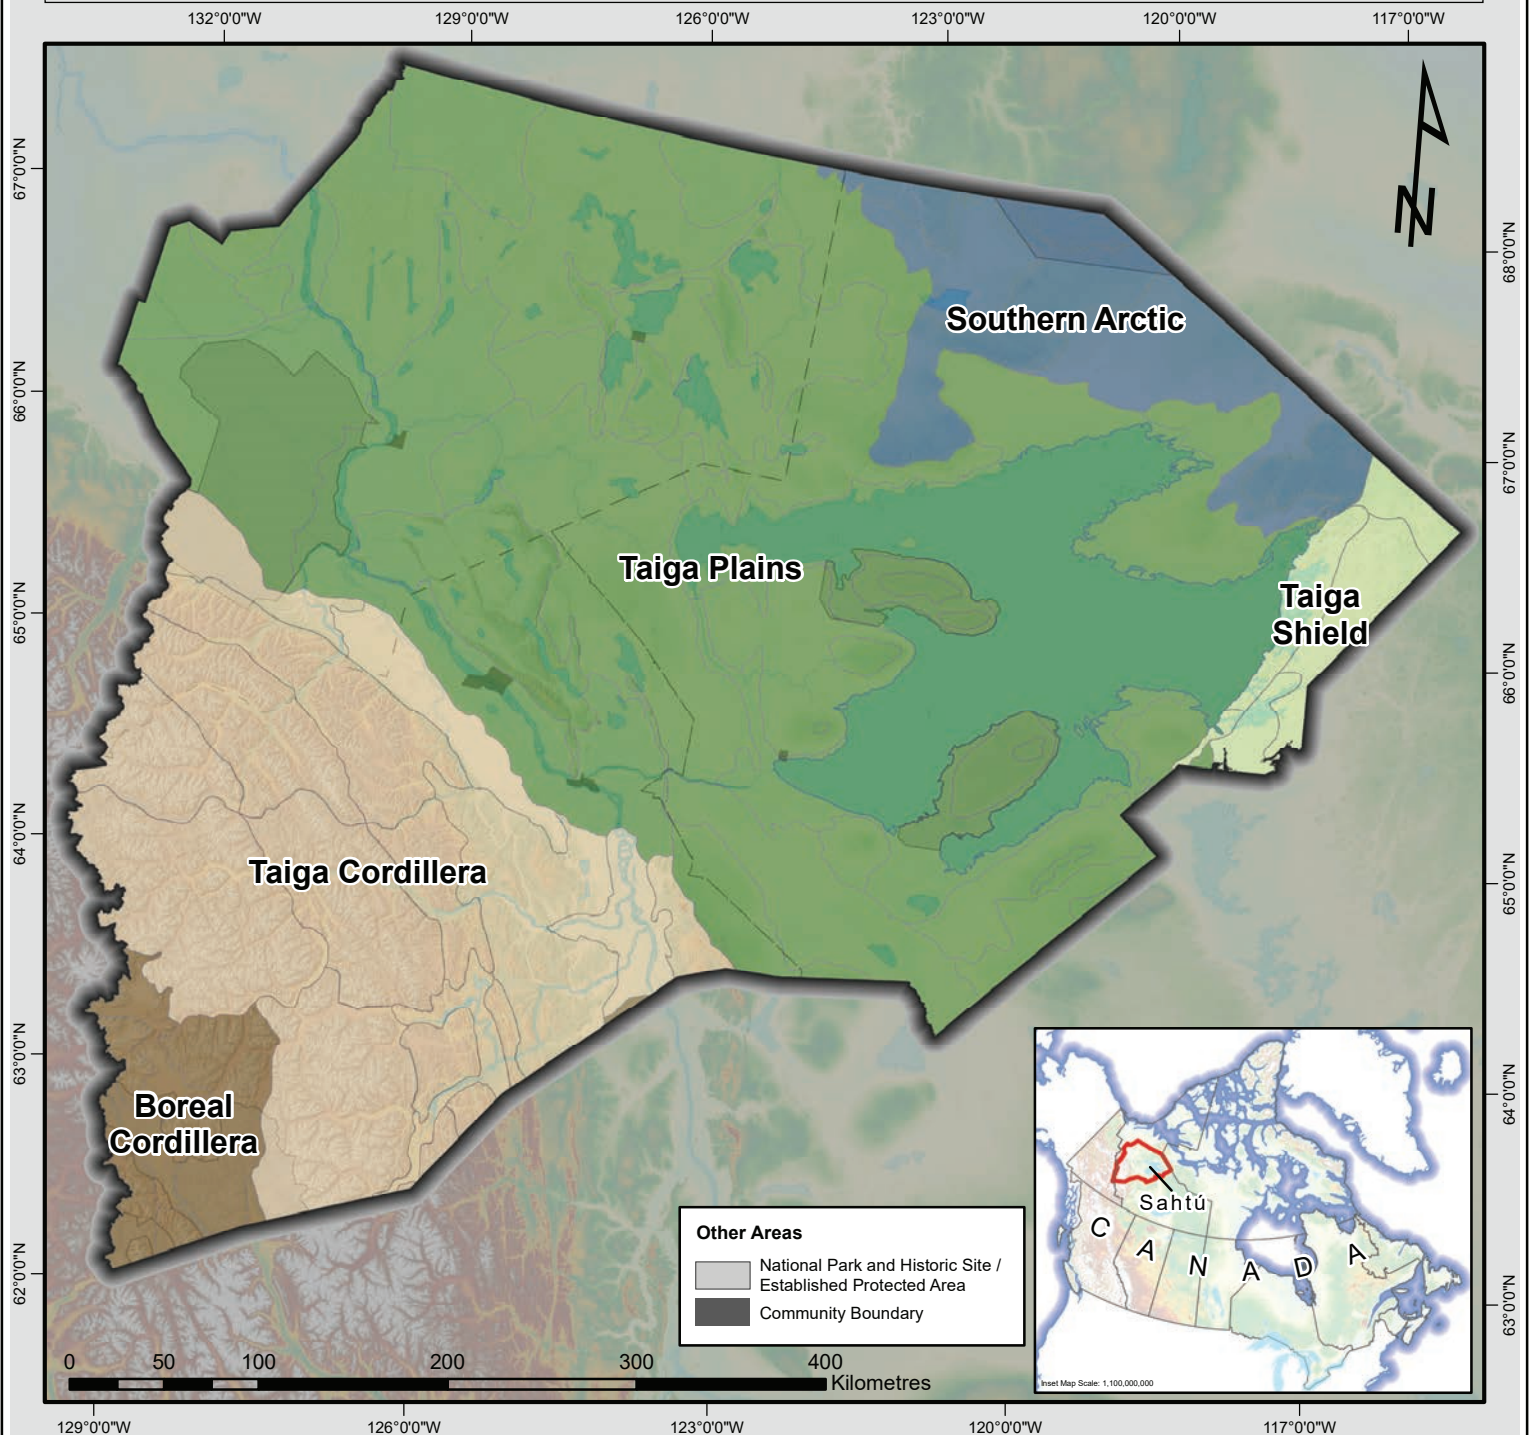 132°0'0"W 129°0'0"W 126°0'0"W 123°0'0"W 120°0'0"W 117°0'0"W
67°0'0"N
66°0'0"N
65°0'0"N
64°0'0"N
63°0'0"N
62°0'0"N
68°0'0"N
67°0'0"N
66°0'0"N
65°0'0"N
64°0'0"N
63°0'0"N
N
Southern Arctic
Taiga Plains
Taiga
Shield
Taiga Cordillera
Boreal
Cordillera
Other Areas
National Park and Historic Site /
Established Protected Area
Community Boundary
Sahtú
CANADA
Inset Map Scale: 1,100,000,000
0 50 100 200 300 400
Kilometres
129°0'0"W 126°0'0"W 123°0'0"W 120°0'0"W 117°0'0"W